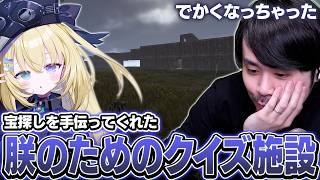 でかくなっちゃった
宝探しを手伝ってくれた
朕のためのクイズ施設